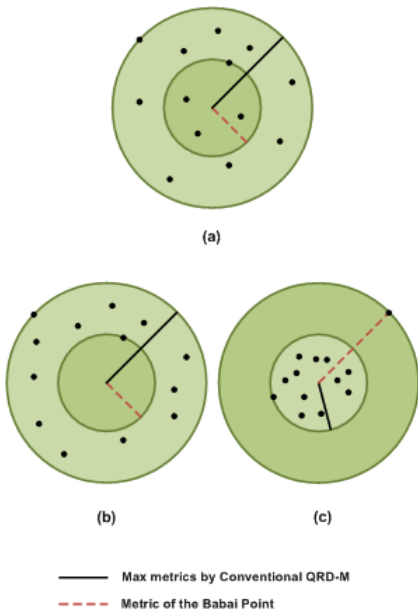 (a)
(b)
(c)
Max metrics by Conventional QRD-M
Metric of the Babai Point